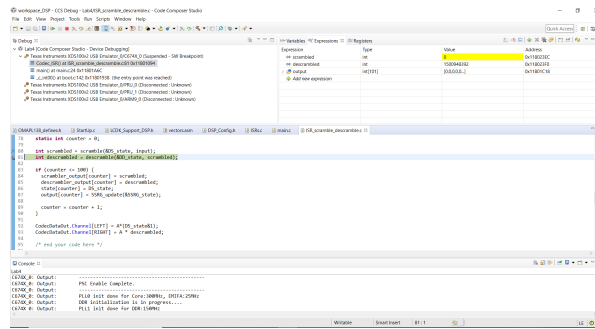 workspace_DSP - CCS Debug - Lab4/ISR_scramble_descramble.c - Code Composer Studio
File Edit View Project Tools Run Scripts Window Help
Quick Access
Debug
Lab4 [Code Composer Studio - Device Debugging]
Texas Instruments XDS100v2 USB Emulator_0/C674X_0 (Suspended - SW Breakpoint)
Codec_ISR() at ISR_scramble_descramble.c:81 0x11801094
main() at main.c:24 0x11801A6C
_c_int00() at boot.c:142 0x11801938 (the entry point was reached)
Texas Instruments XDS100v2 USB Emulator_0/PRU_0 (Disconnected : Unknown)
Texas Instruments XDS100v2 USB Emulator_0/PRU_1 (Disconnected : Unknown)
Texas Instruments XDS100v2 USB Emulator_0/ARM9_0 (Disconnected : Unknown)
Variables Expressions Registers
Expression Type Value Address
scrambled int 0 0x118023EC
descrambled int 1500948392 0x118023F0
output int[101] [0,0,0,0,0...] 0x11801C18
Add new expression
OMAPL138_defines.h StartUp.c LCDK_Support_DSP.h vectors.asm DSP_Config.h ISRs.c main.c ISR_scramble_descramble.c
78 static int counter = 0;
79
80 int scrambled = scramble(&DS_state, input);
81 int descrambled = descramble(&DD_state, scrambled);
82
83 if (counter <= 100) {
84 scrambler_output[counter] = scrambled;
85 descrambler_output[counter] = descrambled;
86 state[counter] = DS_state;
87 output[counter] = SSRG_update(&SSRG_state);
88
89 counter = counter + 1;
90 }
91
92 CodecDataOut.Channel[LEFT] = A*(DS_state&1);
93 CodecDataOut.Channel[RIGHT] = A * descrambled;
94
95 /* end your code here */
Console
Lab4
C674X_0: Output: ---------------------------------------------
C674X_0: Output: PSC Enable Complete.
C674X_0: Output: ---------------------------------------------
C674X_0: Output: PLL0 init done for Core:300MHz, EMIFA:25MHz
C674X_0: Output: DDR initialization is in progress....
C674X_0: Output: PLL1 init done for DDR:150MHz
Writable Smart Insert 81 : 1 LE